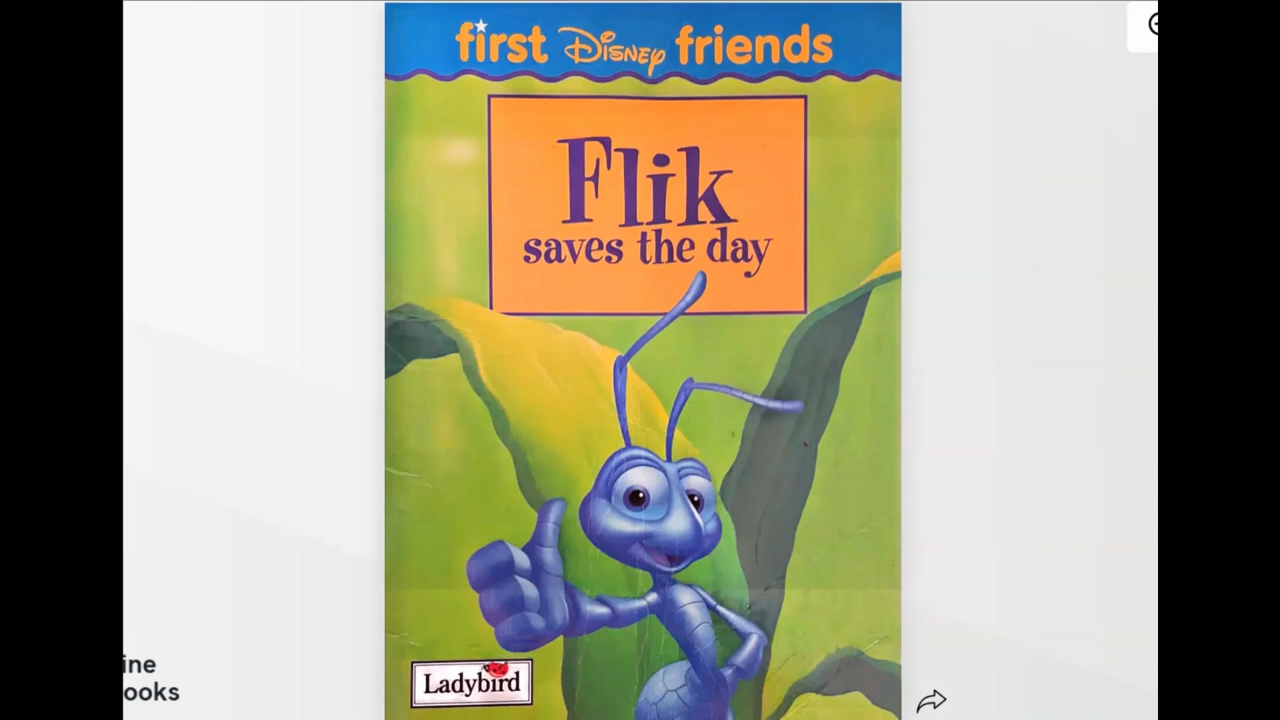 first Disney friends
Flik
saves the day
Ladybird
ine
ooks